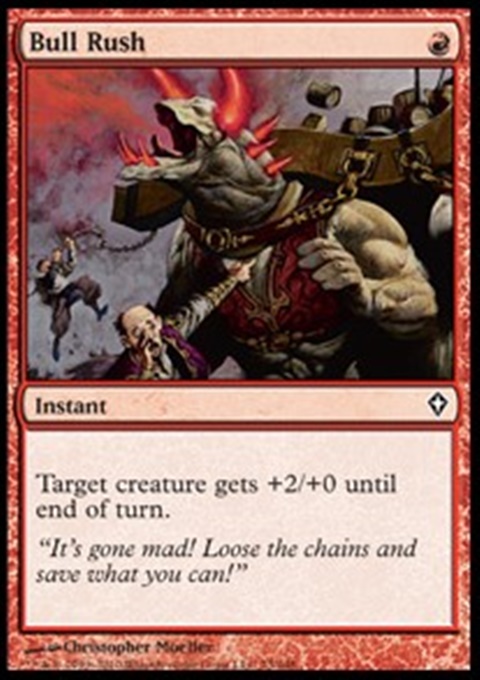 Bull Rush
Instant
Target creature gets +2/+0 until
end of turn.
“It's gone mad! Loose the chains and
save what you can!”
Christopher Moeller